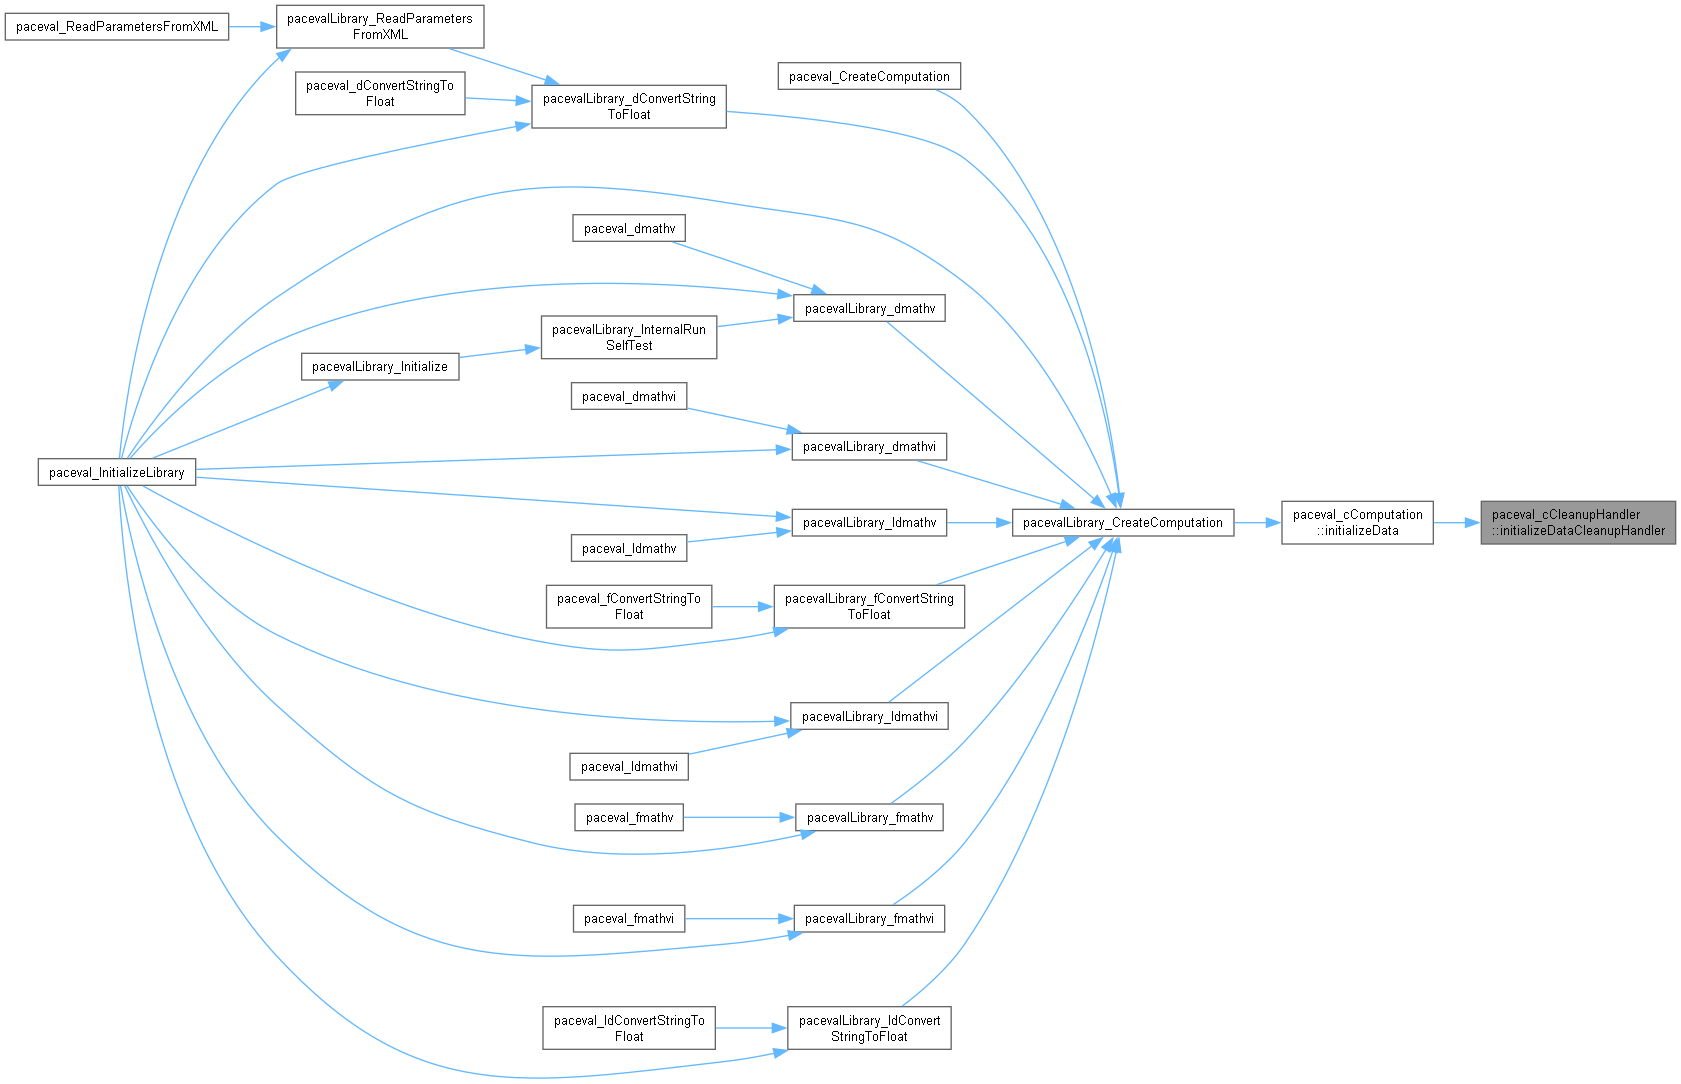 paceval_ReadParametersFromXML
pacevalLibrary_ReadParameters
FromXML
paceval_dConvertStringTo
Float
pacevalLibrary_dConvertString
ToFloat
paceval_CreateComputation
paceval_dmathv
pacevalLibrary_dmathv
pacevalLibrary_InternalRun
SelfTest
pacevalLibrary_Initialize
paceval_dmathvi
pacevalLibrary_dmathvi
paceval_InitializeLibrary
pacevalLibrary_ldmathv
paceval_ldmathv
pacevalLibrary_CreateComputation
paceval_cComputation
::initializeData
paceval_cCleanupHandler
::initializeDataCleanupHandler
paceval_fConvertStringTo
Float
pacevalLibrary_fConvertString
ToFloat
pacevalLibrary_ldmathvi
paceval_ldmathvi
paceval_fmathv
pacevalLibrary_fmathv
paceval_fmathvi
pacevalLibrary_fmathvi
paceval_ldConvertStringTo
Float
pacevalLibrary_ldConvert
StringToFloat